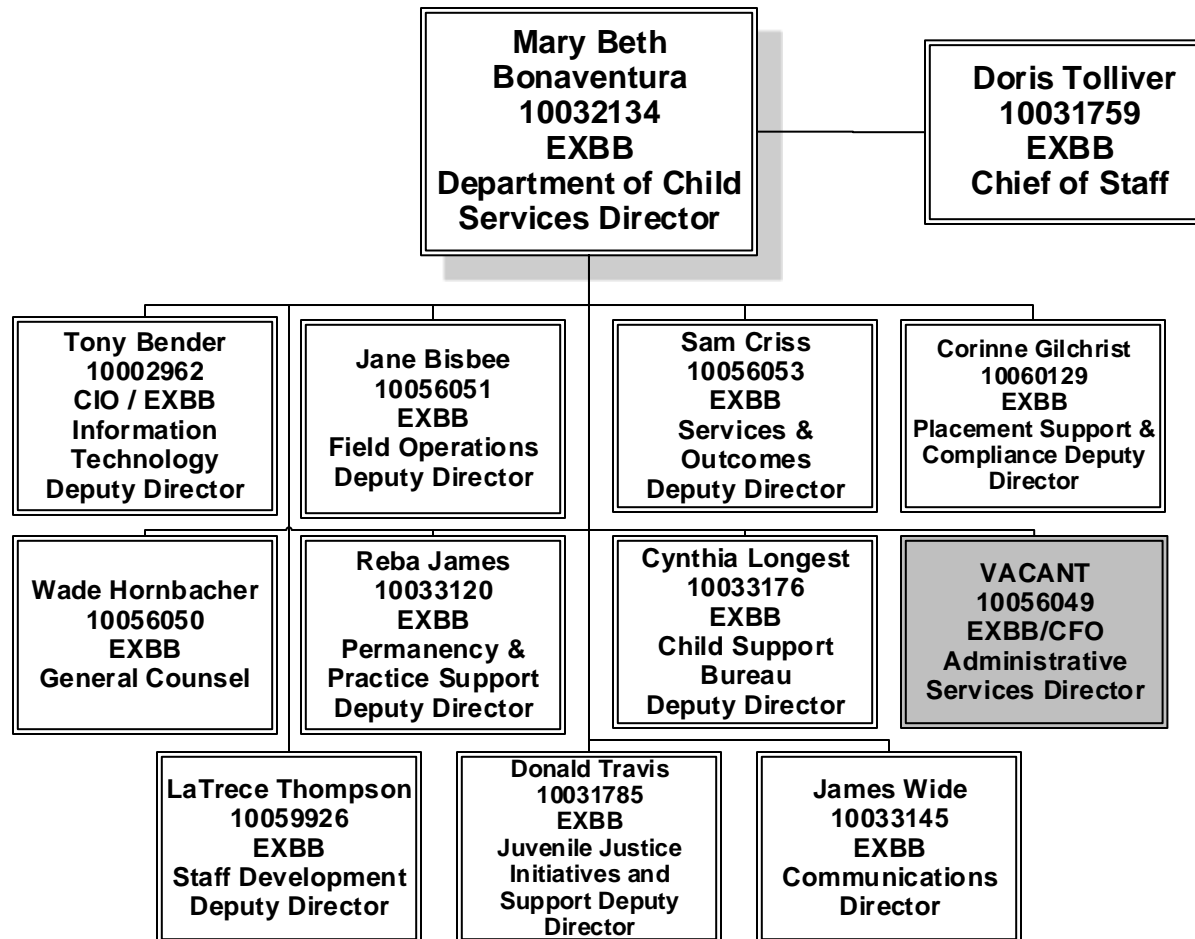 Mary Beth
Bonaventura
10032134
EXBB
Department of Child
Services Director
Doris Tolliver
10031759
EXBB
Chief of Staff
Tony Bender
10002962
CIO / EXBB
Information
Technology
Deputy Director
Jane Bisbee
10056051
EXBB
Field Operations
Deputy Director
Sam Criss
10056053
EXBB
Services &
Outcomes
Deputy Director
Corinne Gilchrist
10060129
EXBB
Placement Support &
Compliance Deputy
Director
Wade Hornbacher
10056050
EXBB
General Counsel
Reba James
10033120
EXBB
Permanency &
Practice Support
Deputy Director
Cynthia Longest
10033176
EXBB
Child Support
Bureau
Deputy Director
VACANT
10056049
EXBB/CFO
Administrative
Services Director
LaTrece Thompson
10059926
EXBB
Staff Development
Deputy Director
Donald Travis
10031785
EXBB
Juvenile Justice
Initiatives and
Support Deputy
Director
James Wide
10033145
EXBB
Communications
Director